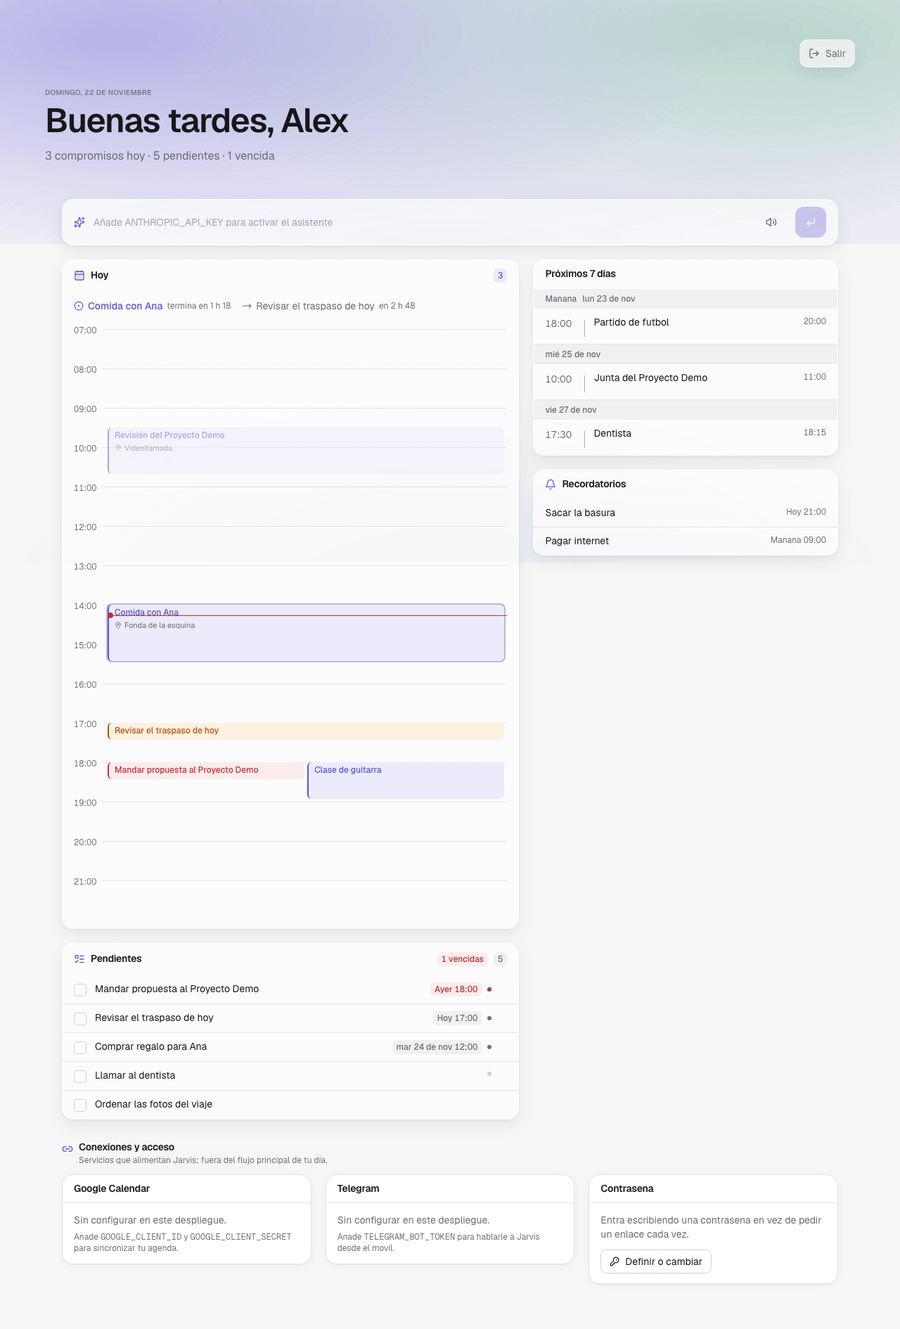 Salir
DOMINGO, 22 DE NOVIEMBRE
Buenas tardes, Alex
3 compromisos hoy · 5 pendientes · 1 vencida
Añade ANTHROPIC_API_KEY para activar el asistente
Hoy
3
Comida con Ana termina en 1 h 18 → Revisar el traspaso de hoy en 2 h 48
07:00
08:00
09:00
Revisión del Proyecto Demo
10:00
Videollamada
11:00
12:00
13:00
14:00
Comida con Ana
Fonda de la esquina
15:00
16:00
17:00
Revisar el traspaso de hoy
18:00
Mandar propuesta al Proyecto Demo
Clase de guitarra
19:00
20:00
21:00
Próximos 7 días
Manana lun 23 de nov
18:00 Partido de futbol 20:00
mié 25 de nov
10:00 Junta del Proyecto Demo 11:00
vie 27 de nov
17:30 Dentista 18:15
Recordatorios
Sacar la basura Hoy 21:00
Pagar internet Manana 09:00
Pendientes
1 vencidas 5
Mandar propuesta al Proyecto Demo Ayer 18:00
Revisar el traspaso de hoy Hoy 17:00
Comprar regalo para Ana mar 24 de nov 12:00
Llamar al dentista
Ordenar las fotos del viaje
Conexiones y acceso
Servicios que alimentan Jarvis; fuera del flujo principal de tu día.
Google Calendar
Sin configurar en este despliegue.
Anade GOOGLE_CLIENT_ID y GOOGLE_CLIENT_SECRET
para sincronizar tu agenda.
Telegram
Sin configurar en este despliegue.
Anade TELEGRAM_BOT_TOKEN para hablarle a Jarvis
desde el movil.
Contrasena
Entra escribiendo una contrasena en vez de pedir
un enlace cada vez.
Definir o cambiar